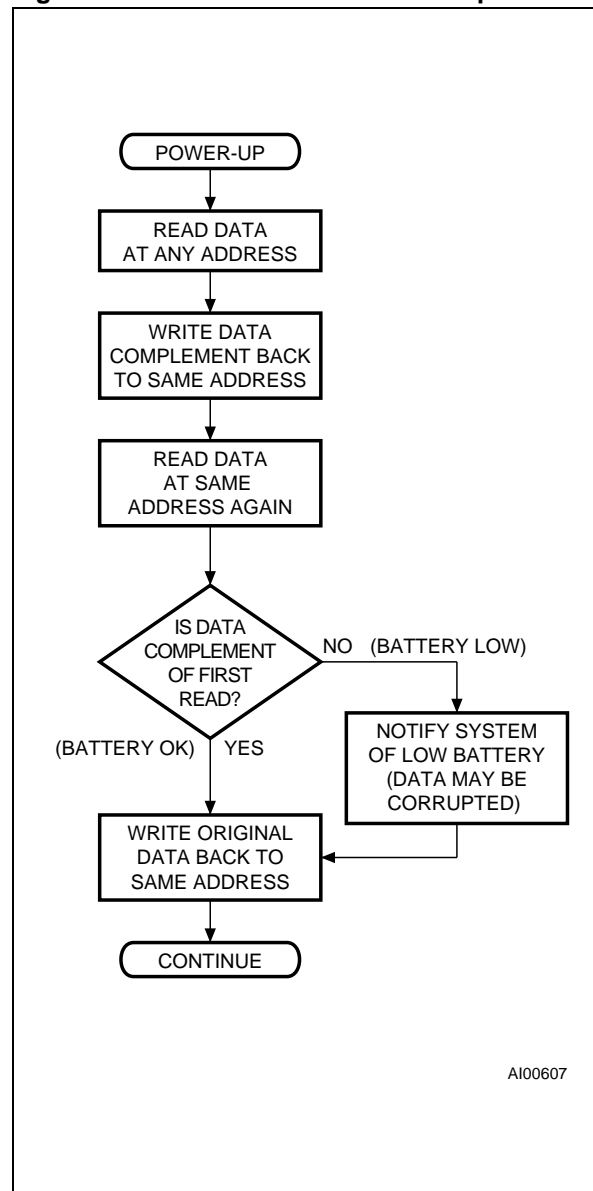 POWER-UP
READ DATA
AT ANY ADDRESS
WRITE DATA
COMPLEMENT BACK
TO SAME ADDRESS
READ DATA
AT SAME
ADDRESS AGAIN
IS DATA
COMPLEMENT
OF FIRST
READ?
NO (BATTERY LOW)
NOTIFY SYSTEM
OF LOW BATTERY
(DATA MAY BE
CORRUPTED)
(BATTERY OK) YES
WRITE ORIGINAL
DATA BACK TO
SAME ADDRESS
CONTINUE
AI00607